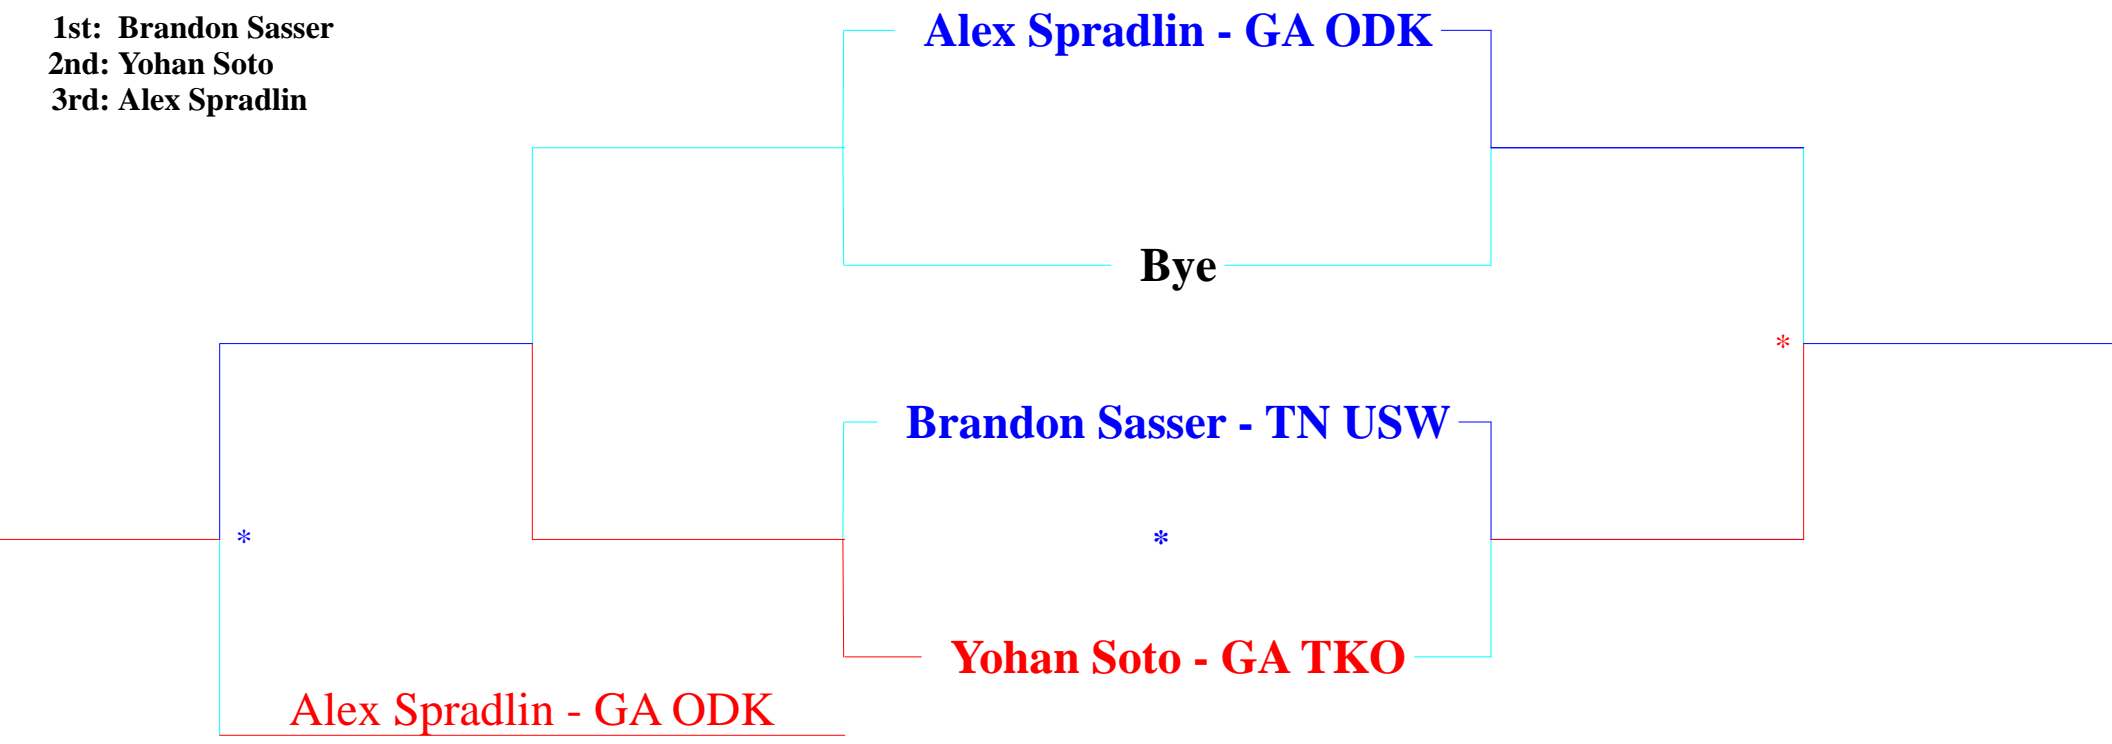 1st: Brandon Sasser
2nd: Yohan Soto
3rd: Alex Spradlin
Alex Spradlin - GA ODK
Bye
*
Brandon Sasser - TN USW
* *
Yohan Soto - GA TKO
Alex Spradlin - GA ODK